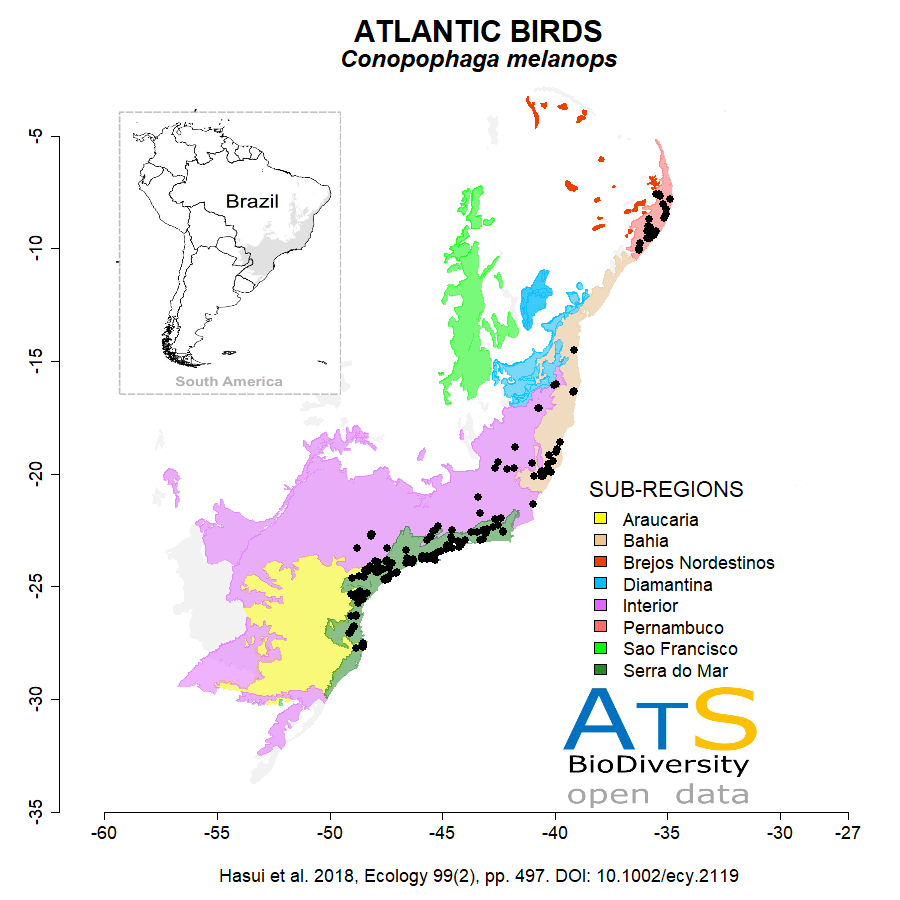 ATLANTIC BIRDS
Conopophaga melanops
Brazil
South America
-5
-10
-15
-20
-25
-30
-35
SUB-REGIONS
Araucaria
Bahia
Brejos Nordestinos
Diamantina
Interior
Pernambuco
Sao Francisco
Serra do Mar
ATS
BioDiversity
open data
-60
-55
-50
-45
-40
-35
-30
-27
Hasui et al. 2018, Ecology 99(2), pp. 497. DOI: 10.1002/ecy.2119